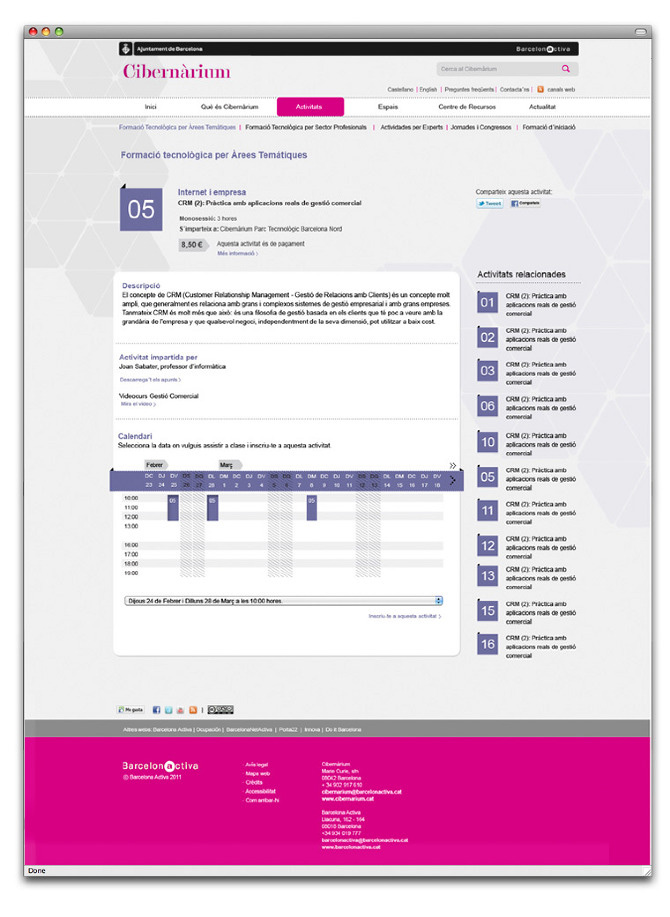 Ajuntament de Barcelona
Barcelonactiva
Cibernàrium
Cerca at Cibernàrium
Castellano | English | Preguntes freqüents | Contacta'ns | canals web
Inici Què és Cibernàrium Activitats Espais Centre de Recursos Actualitat
Formació Tecnològica per Àrees Temàtiques | Formació Tecnològica per Sector Profesionals | Actividades per Experts | Jornades i Congressos | Formació d'iniciació
Formació tecnològica per Àrees Temátiques
05
Internet i empresa
CRM (2): Pràctica amb aplicacions reals de gestió comercial
Monosessió: 3 hores
S'imparteix a: Cibernàrium Parc Tecnològic Barcelona Nord
8,50 €
Aquesta activitat és de pagament
Més informació
Comparteix aquesta activitat:
Tweet
Comparteix
Descripció
El concepte de CRM (Customer Relationship Management - Gestió de Relacions amb Clients) és un concepte molt
ampli, que generalment es relaciona amb grans i complexos sistemes de gestió empresarial i amb grans empreses.
Tanmateix CRM és molt més que això: és una filosofia de gestió basada en els clients que té poc a veure amb la
grandària de l'empresa y que qualsevol negoci, independentment de la seva dimensió, pot utilizar a baix cost.
Activitat impartida per
Joan Sabater, professor d'informàtica
Descarrega't els apunts
Videocurs Gestió Comercial
Mira el video
Calendari
Selecciona la data on vulguis assistir a clase i inscriu-te a aquesta activitat.
Febrer Març
DC DJ DV DS DG DL DM DC DJ DV DS DG DL DM DC DJ DV DS DG DL DM DC DJ DV
23 24 25 26 27 28 1 2 3 4 5 6 7 8 9 10 11 12 13 14 15 16 17 18
10:00 05 05 05
11:00
12:00
13:00
16:00
17:00
18:00
19:00
Dijous 24 de Febrer i Dilluns 28 de Març a les 10:00 hores.
Inscriu-te a aquesta activitat
Activitats relacionades
01
CRM (2): Pràctica amb
aplicacions reals de gestió
comercial
02
CRM (2): Pràctica amb
aplicacions reals de gestió
comercial
03
CRM (2): Pràctica amb
aplicacions reals de gestió
comercial
06
CRM (2): Pràctica amb
aplicacions reals de gestió
comercial
10
CRM (2): Pràctica amb
aplicacions reals de gestió
comercial
05
CRM (2): Pràctica amb
aplicacions reals de gestió
comercial
11
CRM (2): Pràctica amb
aplicacions reals de gestió
comercial
12
CRM (2): Pràctica amb
aplicacions reals de gestió
comercial
13
CRM (2): Pràctica amb
aplicacions reals de gestió
comercial
15
CRM (2): Pràctica amb
aplicacions reals de gestió
comercial
16
CRM (2): Pràctica amb
aplicacions reals de gestió
comercial
Me gusta
Altres webs: Barcelona Activa | Ocupación | BarcelonaNetActiva | Porta22 | Innova | Do it Barcelona
Barcelonactiva
© Barcelona Activa 2011
Avís legal
Mapa web
Crèdits
Accessibilitat
Com arribar-hi
Cibernàrium
Marie Curie, s/n
08042 Barcelona
+ 34 932 917 610
cibernarium@barcelonactiva.cat
www.cibernarium.cat
Barcelona Activa
Llacuna, 162 - 164
08018 Barcelona
+34 934 019 777
barcelonactiva@barcelonactiva.cat
www.barcelonactiva.cat
Done